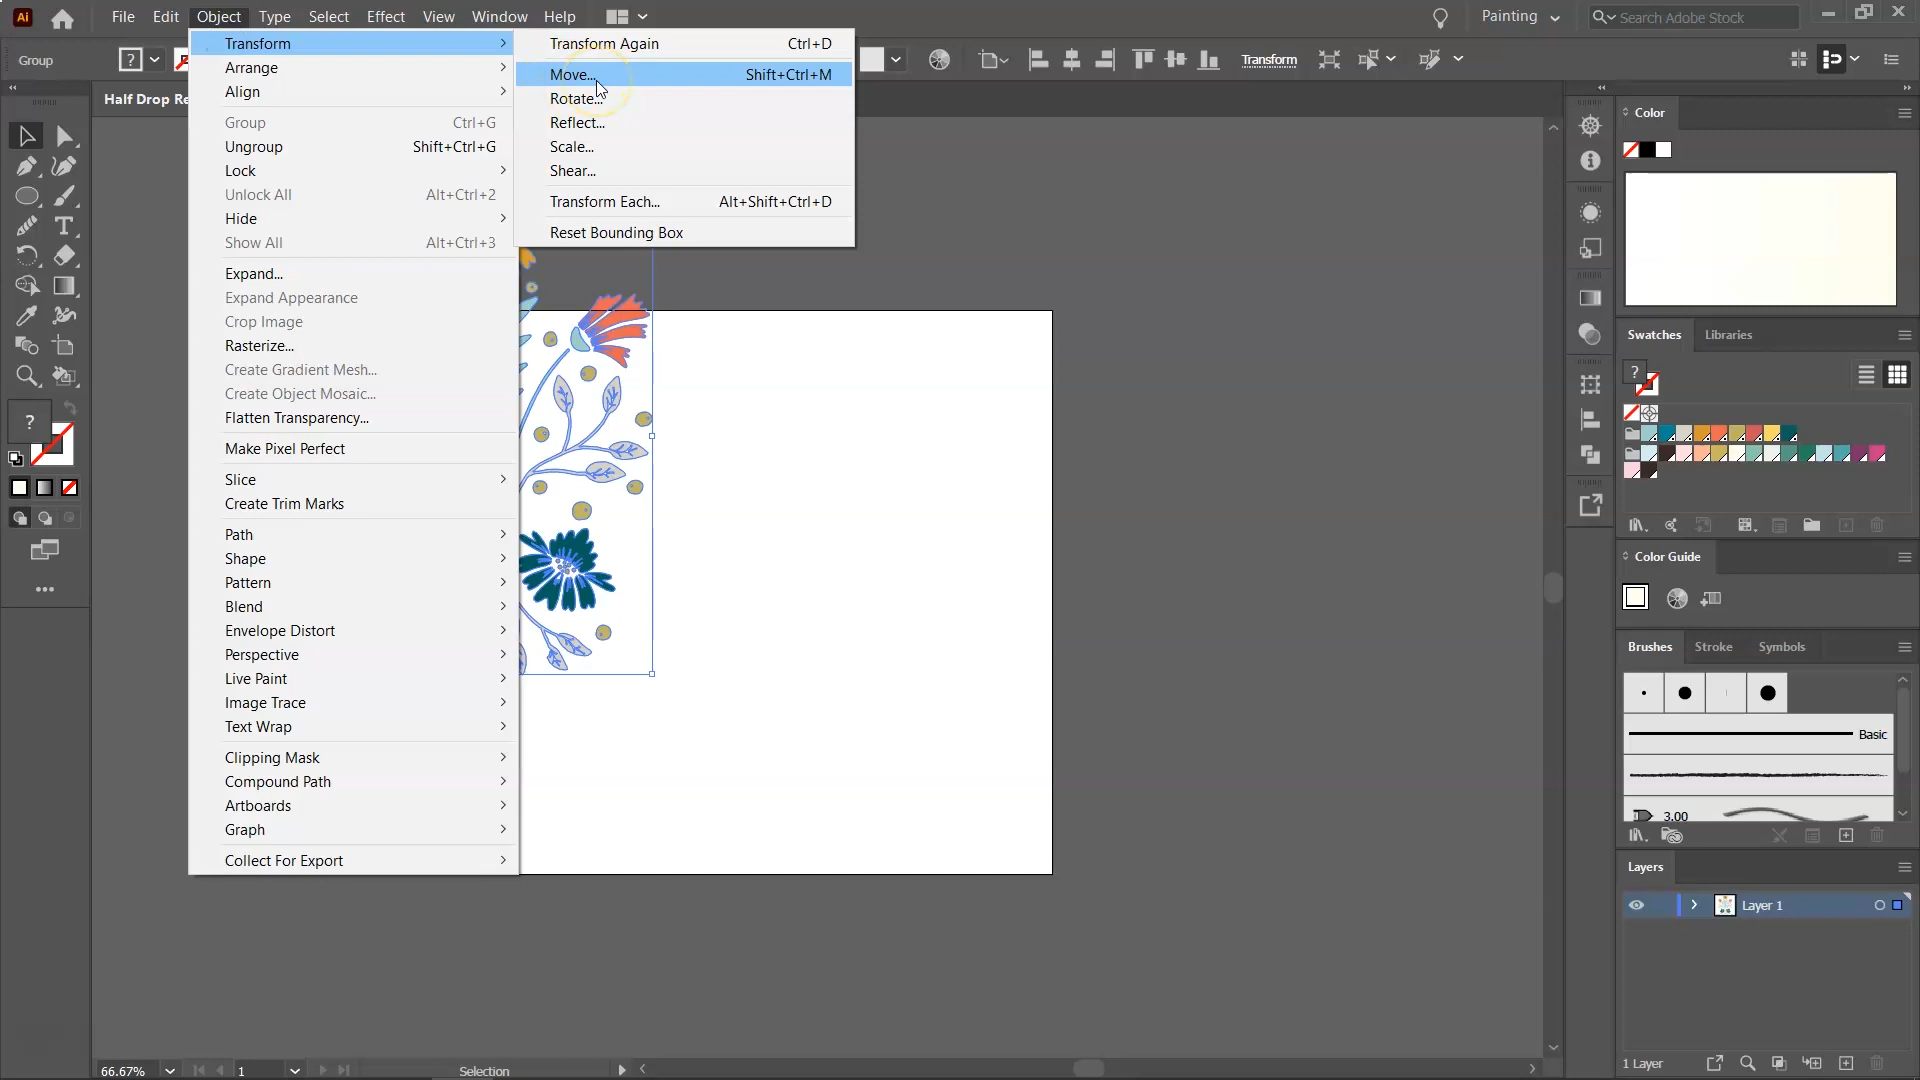 Ai File Edit Object Type Select Effect View Window Help Painting Search Adobe Stock
Group ? Transform
Half Drop Re
Transform
Arrange
Align
Group Ctrl+G
Ungroup Shift+Ctrl+G
Lock
Unlock All Alt+Ctrl+2
Hide
Show All Alt+Ctrl+3
Expand...
Expand Appearance
Crop Image
Rasterize...
Create Gradient Mesh...
Create Object Mosaic...
Flatten Transparency...
Make Pixel Perfect
Slice
Create Trim Marks
Path
Shape
Pattern
Blend
Envelope Distort
Perspective
Live Paint
Image Trace
Text Wrap
Clipping Mask
Compound Path
Artboards
Graph
Collect For Export
Transform Again Ctrl+D
Move... Shift+Ctrl+M
Rotate...
Reflect...
Scale...
Shear...
Transform Each... Alt+Shift+Ctrl+D
Reset Bounding Box
?
Color
Swatches Libraries
?
Color Guide
Brushes Stroke Symbols
Basic
3.00
Layers
Layer 1
1 Layer
66.67% 1 Selection